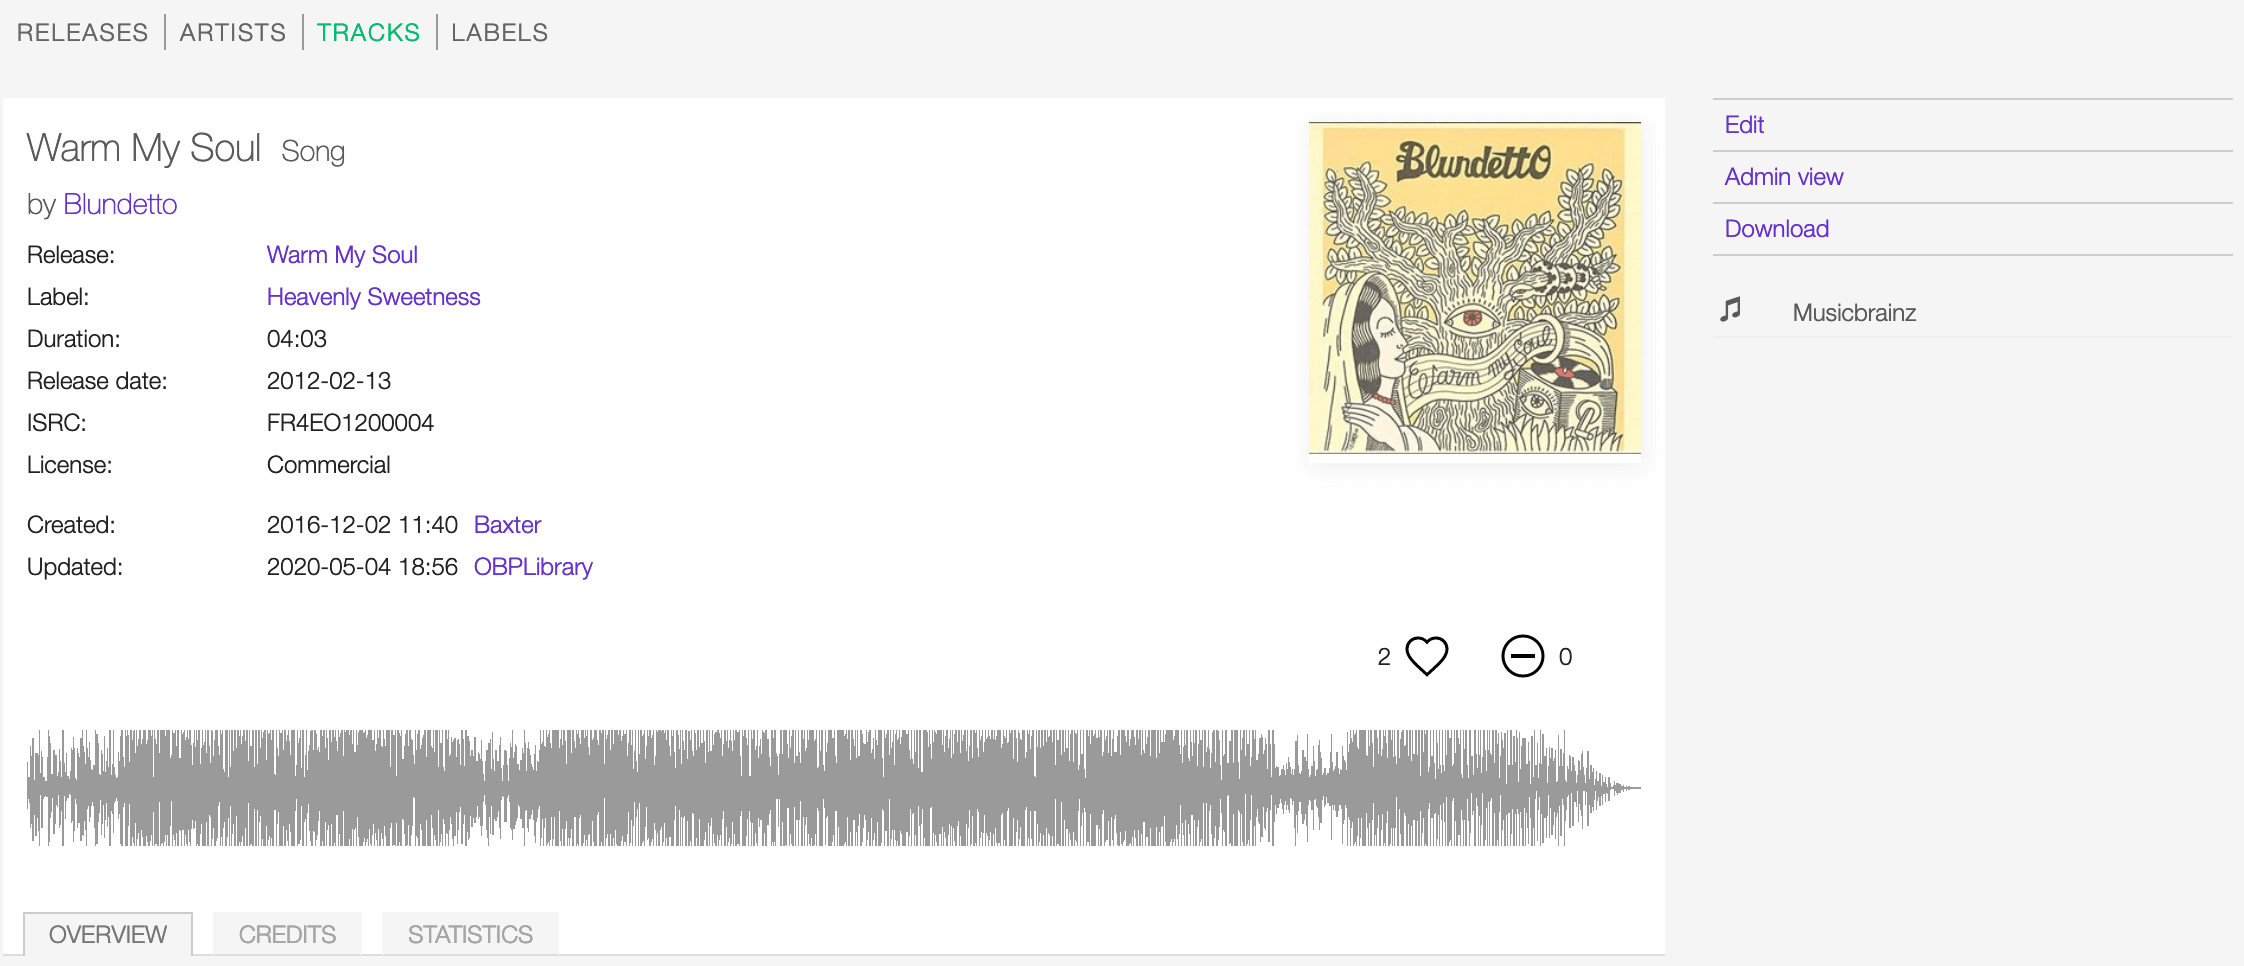 RELEASES | ARTISTS | TRACKS | LABELS
Warm My Soul Song
by Blundetto
Release: Warm My Soul
Label: Heavenly Sweetness
Duration: 04:03
Release date: 2012-02-13
ISRC: FR4EO1200004
License: Commercial
Created: 2016-12-02 11:40 Baxter
Updated: 2020-05-04 18:56 OBPLibrary
Blundetto
Warm my Soul
2
0
OVERVIEW CREDITS STATISTICS
Edit
Admin view
Download
Musicbrainz